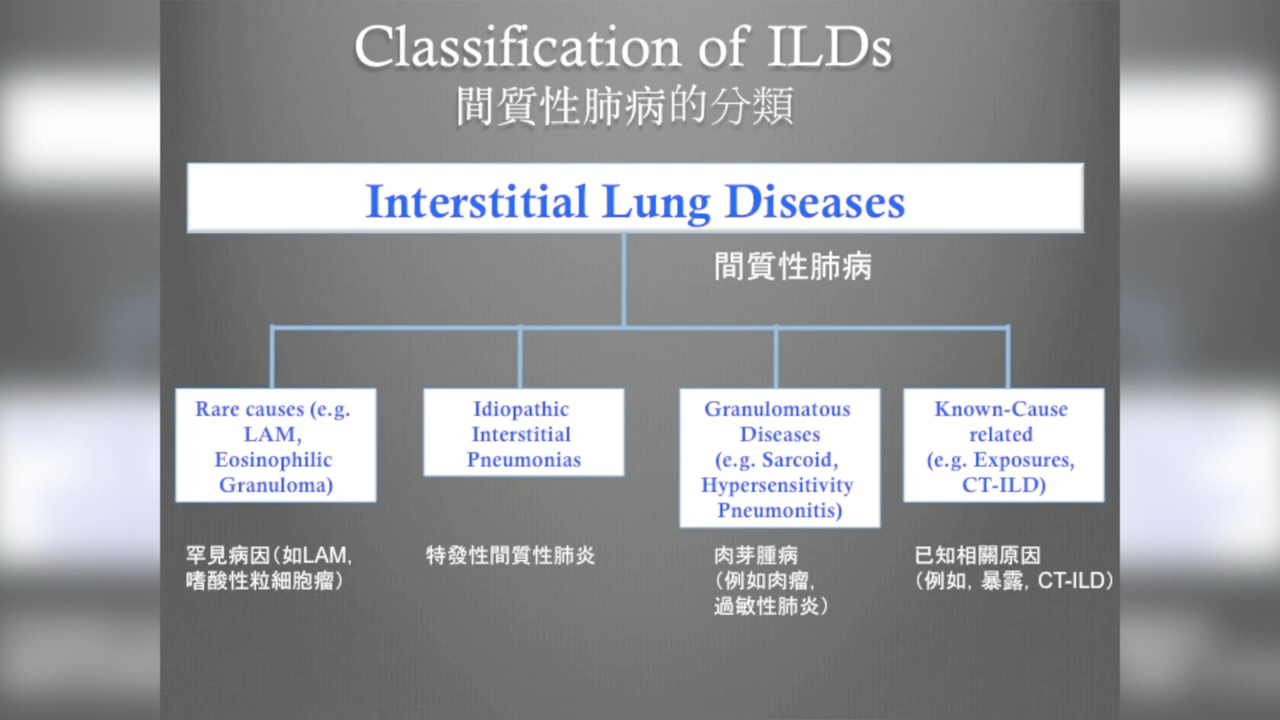 Classification of ILDs
間質性肺病的分類
Interstitial Lung Diseases
間質性肺病
Rare causes (e.g.
LAM,
Eosinophilic
Granuloma)
Idiopathic
Interstitial
Pneumonias
Granulomatous
Diseases
(e.g. Sarcoid,
Hypersensitivity
Pneumonitis)
Known-Cause
related
(e.g. Exposures,
CT-ILD)
罕見病因(如LAM,
嗜酸性粒細胞瘤)
特發性間質性肺炎
肉芽腫病
(例如肉瘤,
過敏性肺炎)
已知相關原因
(例如, 暴露, CT-ILD)